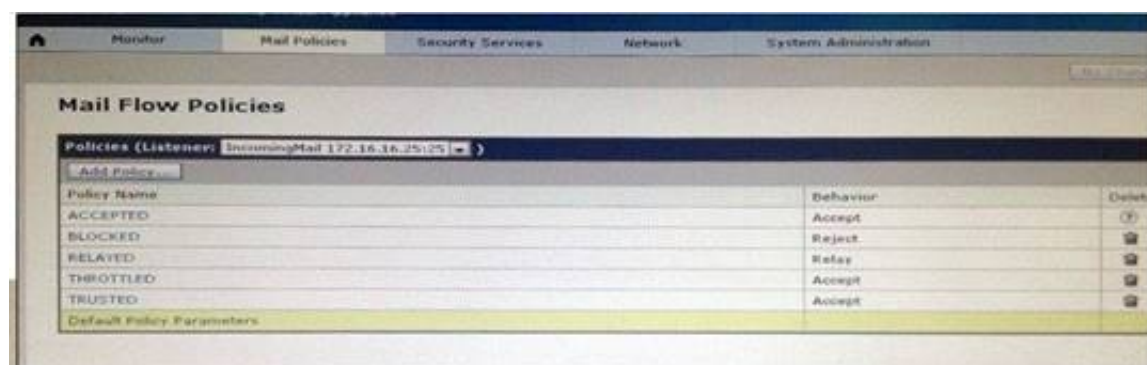 Monitor Mail Policies Security Services Network System Administration
Mail Flow Policies
Policies (Listener: IncomingMail 172.16.16.25:25 )
Add Policy...
Policy Name Behavior Delet
ACCEPTED Accept
BLOCKED Reject
RELAYED Relay
THROTTLED Accept
TRUSTED Accept
Default Policy Parameters